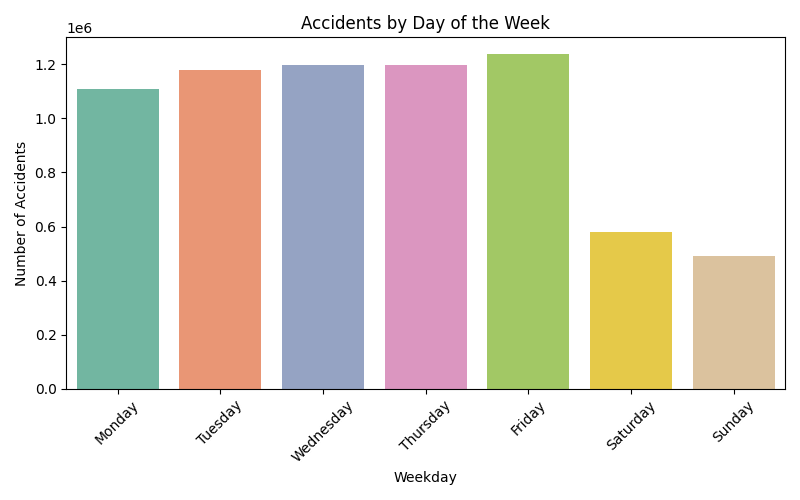 Accidents by Day of the Week
1e6
1.2
1.0
0.8
0.6
0.4
0.2
0.0
Number of Accidents
Monday
Tuesday
Wednesday
Thursday
Friday
Saturday
Sunday
Weekday